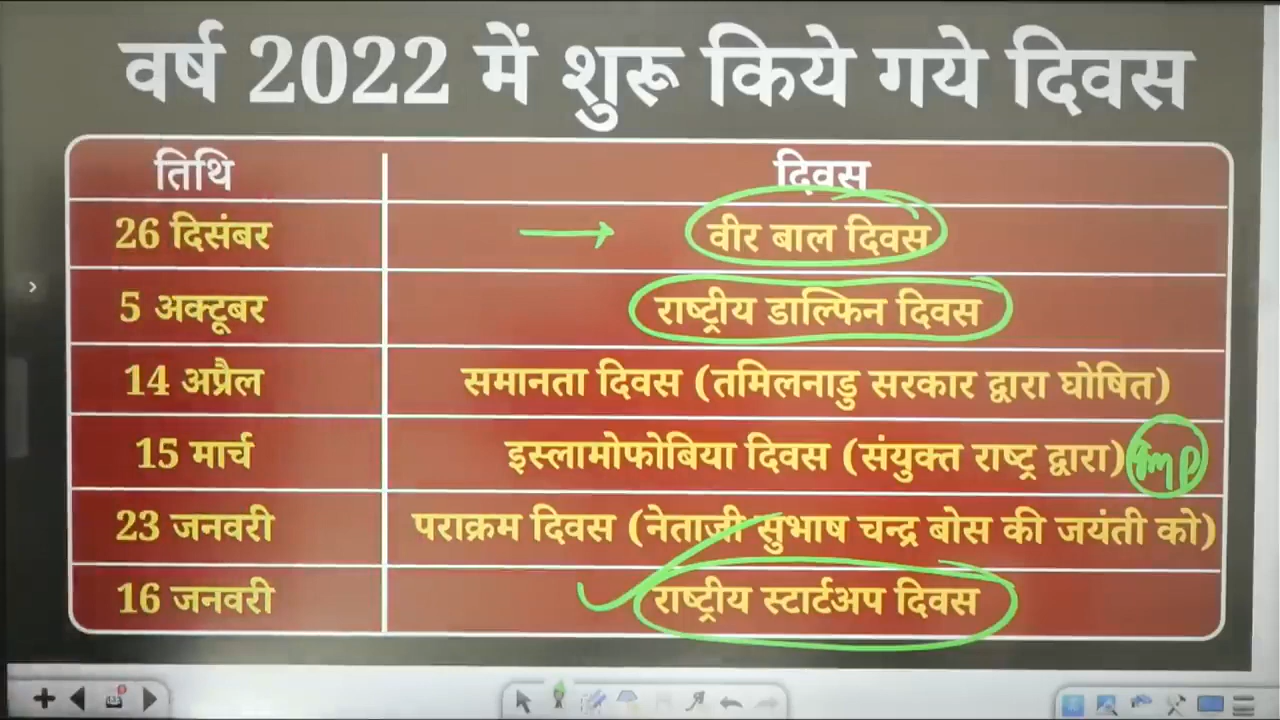 वर्ष 2022 में शुरू किये गये दिवस
तिथि दिवस
26 दिसंबर वीर बाल दिवस
5 अक्टूबर राष्ट्रीय डाल्फिन दिवस
14 अप्रैल समानता दिवस (तमिलनाडु सरकार द्वारा घोषित)
15 मार्च इस्लामोफोबिया दिवस (संयुक्त राष्ट्र द्वारा) Imp
23 जनवरी पराक्रम दिवस (नेताजी सुभाष चन्द्र बोस की जयंती को)
16 जनवरी राष्ट्रीय स्टार्टअप दिवस